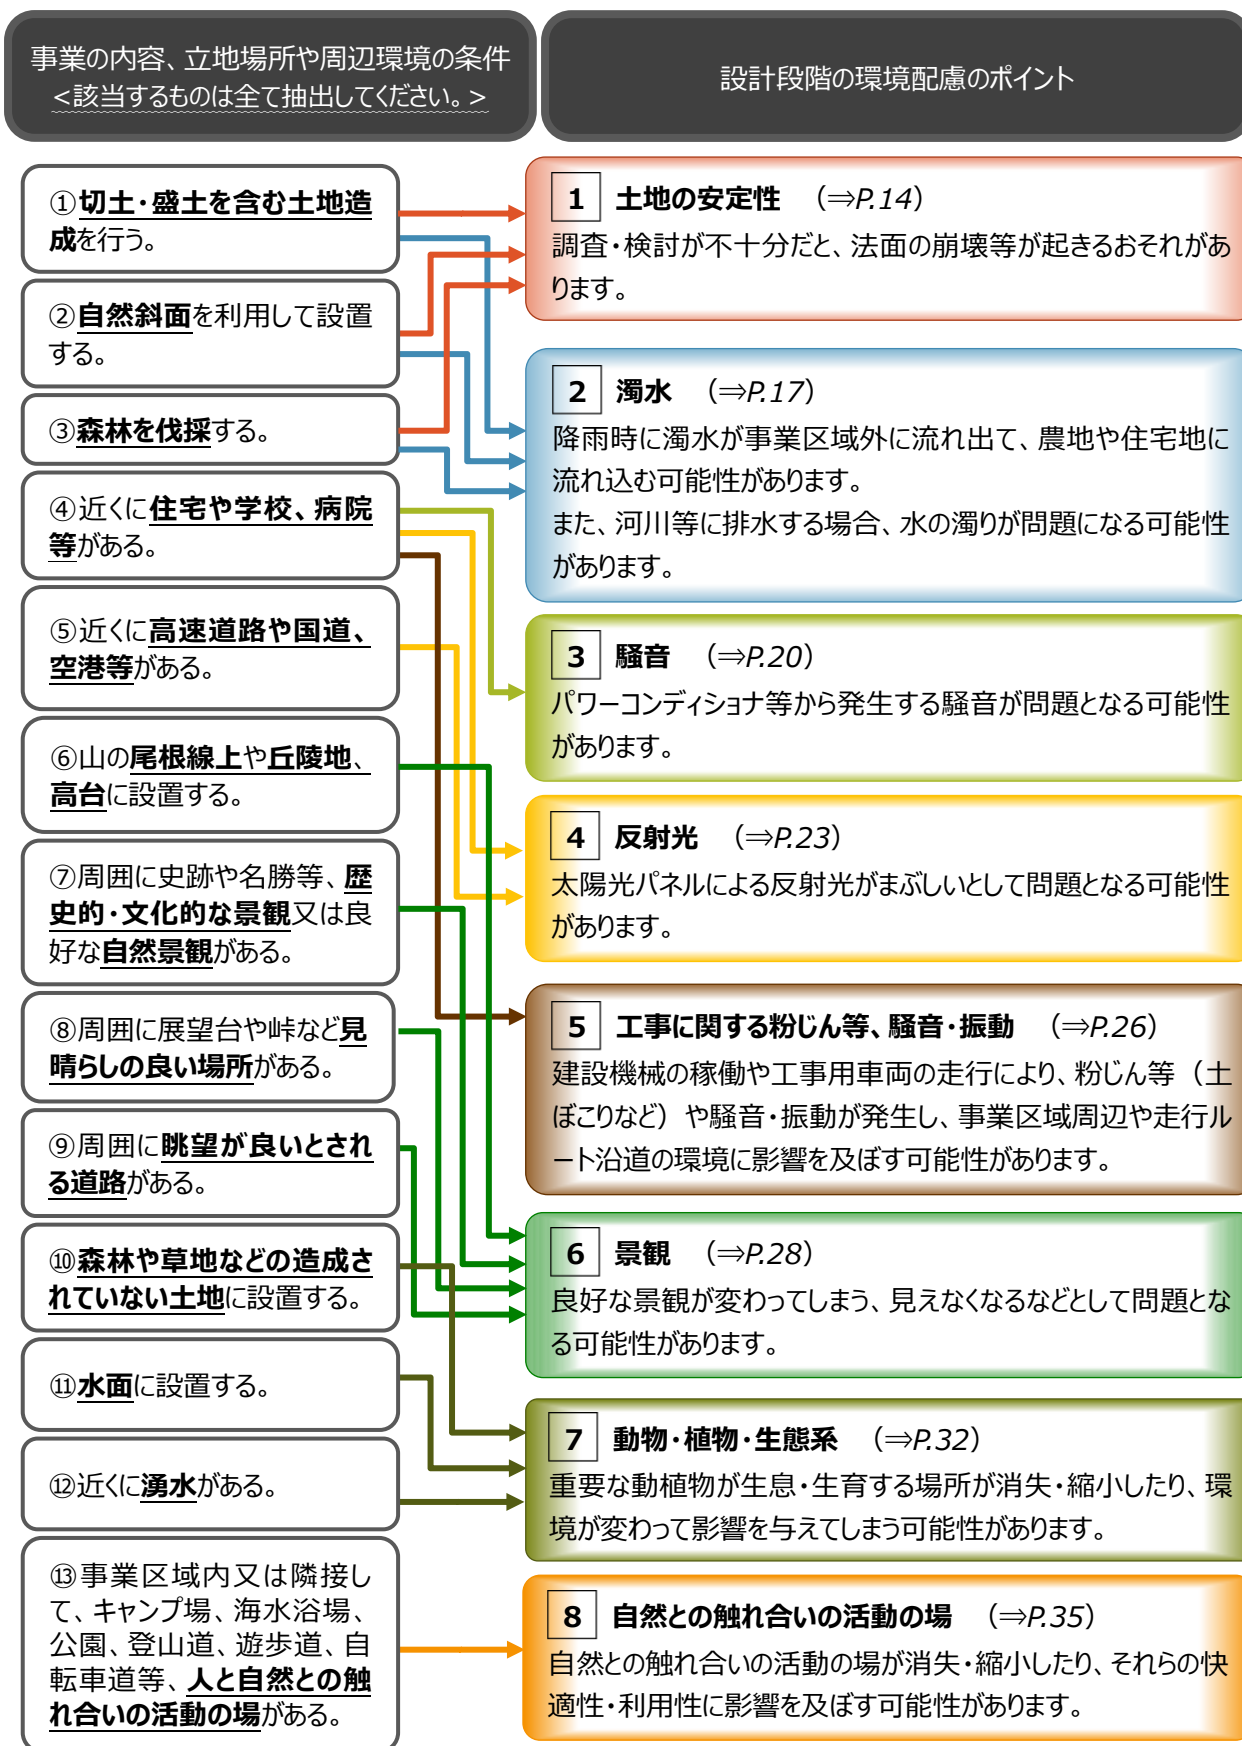 事業の内容、立地場所や周辺環境の条件
<該当するものは全て抽出してください。>
設計段階の環境配慮のポイント
①切土・盛土を含む土地造
成を行う。
②自然斜面を利用して設置
する。
③森林を伐採する。
④近くに住宅や学校、病院
等がある。
⑤近くに高速道路や国道、
空港等がある。
⑥山の尾根線上や丘陵地、
高台に設置する。
⑦周囲に史跡や名勝等、歴
史的・文化的な景観又は良
好な自然景観がある。
⑧周囲に展望台や峠など見
晴らしの良い場所がある。
⑨周囲に眺望が良いとされ
る道路がある。
⑩森林や草地などの造成さ
れていない土地に設置する。
⑪水面に設置する。
⑫近くに湧水がある。
⑬事業区域内又は隣接し
て、キャンプ場、海水浴場、
公園、登山道、遊歩道、自
転車道等、人と自然との触
れ合いの活動の場がある。
1 土地の安定性 (⇒P.14)
調査・検討が不十分だと、法面の崩壊等が起きるおそれがあ
ります。
2 濁水 (⇒P.17)
降雨時に濁水が事業区域外に流れ出て、農地や住宅地に
流れ込む可能性があります。
また、河川等に排水する場合、水の濁りが問題になる可能性
があります。
3 騒音 (⇒P.20)
パワーコンディショナ等から発生する騒音が問題となる可能性
があります。
4 反射光 (⇒P.23)
太陽光パネルによる反射光がまぶしいとして問題となる可能性
があります。
5 工事に関する粉じん等、騒音・振動 (⇒P.26)
建設機械の稼働や工事用車両の走行により、粉じん等（土
ぼこりなど）や騒音・振動が発生し、事業区域周辺や走行ル
ート沿道の環境に影響を及ぼす可能性があります。
6 景観 (⇒P.28)
良好な景観が変わってしまう、見えなくなるなどとして問題とな
る可能性があります。
7 動物・植物・生態系 (⇒P.32)
重要な動植物が生息・生育する場所が消失・縮小したり、環
境が変わって影響を与えてしまう可能性があります。
8 自然との触れ合いの活動の場 (⇒P.35)
自然との触れ合いの活動の場が消失・縮小したり、それらの快
適性・利用性に影響を及ぼす可能性があります。